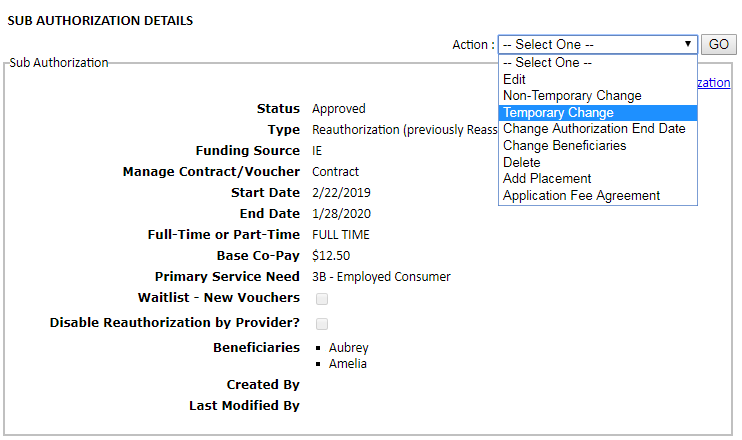 SUB AUTHORIZATION DETAILS
Action : -- Select One -- GO
-- Select One --
Edit
Non-Temporary Change
Temporary Change
Change Authorization End Date
Change Beneficiaries
Delete
Add Placement
Application Fee Agreement
Sub Authorization
zation
Status Approved
Type Reauthorization (previously Reass
Funding Source IE
Manage Contract/Voucher Contract
Start Date 2/22/2019
End Date 1/28/2020
Full-Time or Part-Time FULL TIME
Base Co-Pay $12.50
Primary Service Need 3B - Employed Consumer
Waitlist - New Vouchers
Disable Reauthorization by Provider?
Beneficiaries ▪ Aubrey
▪ Amelia
Created By
Last Modified By